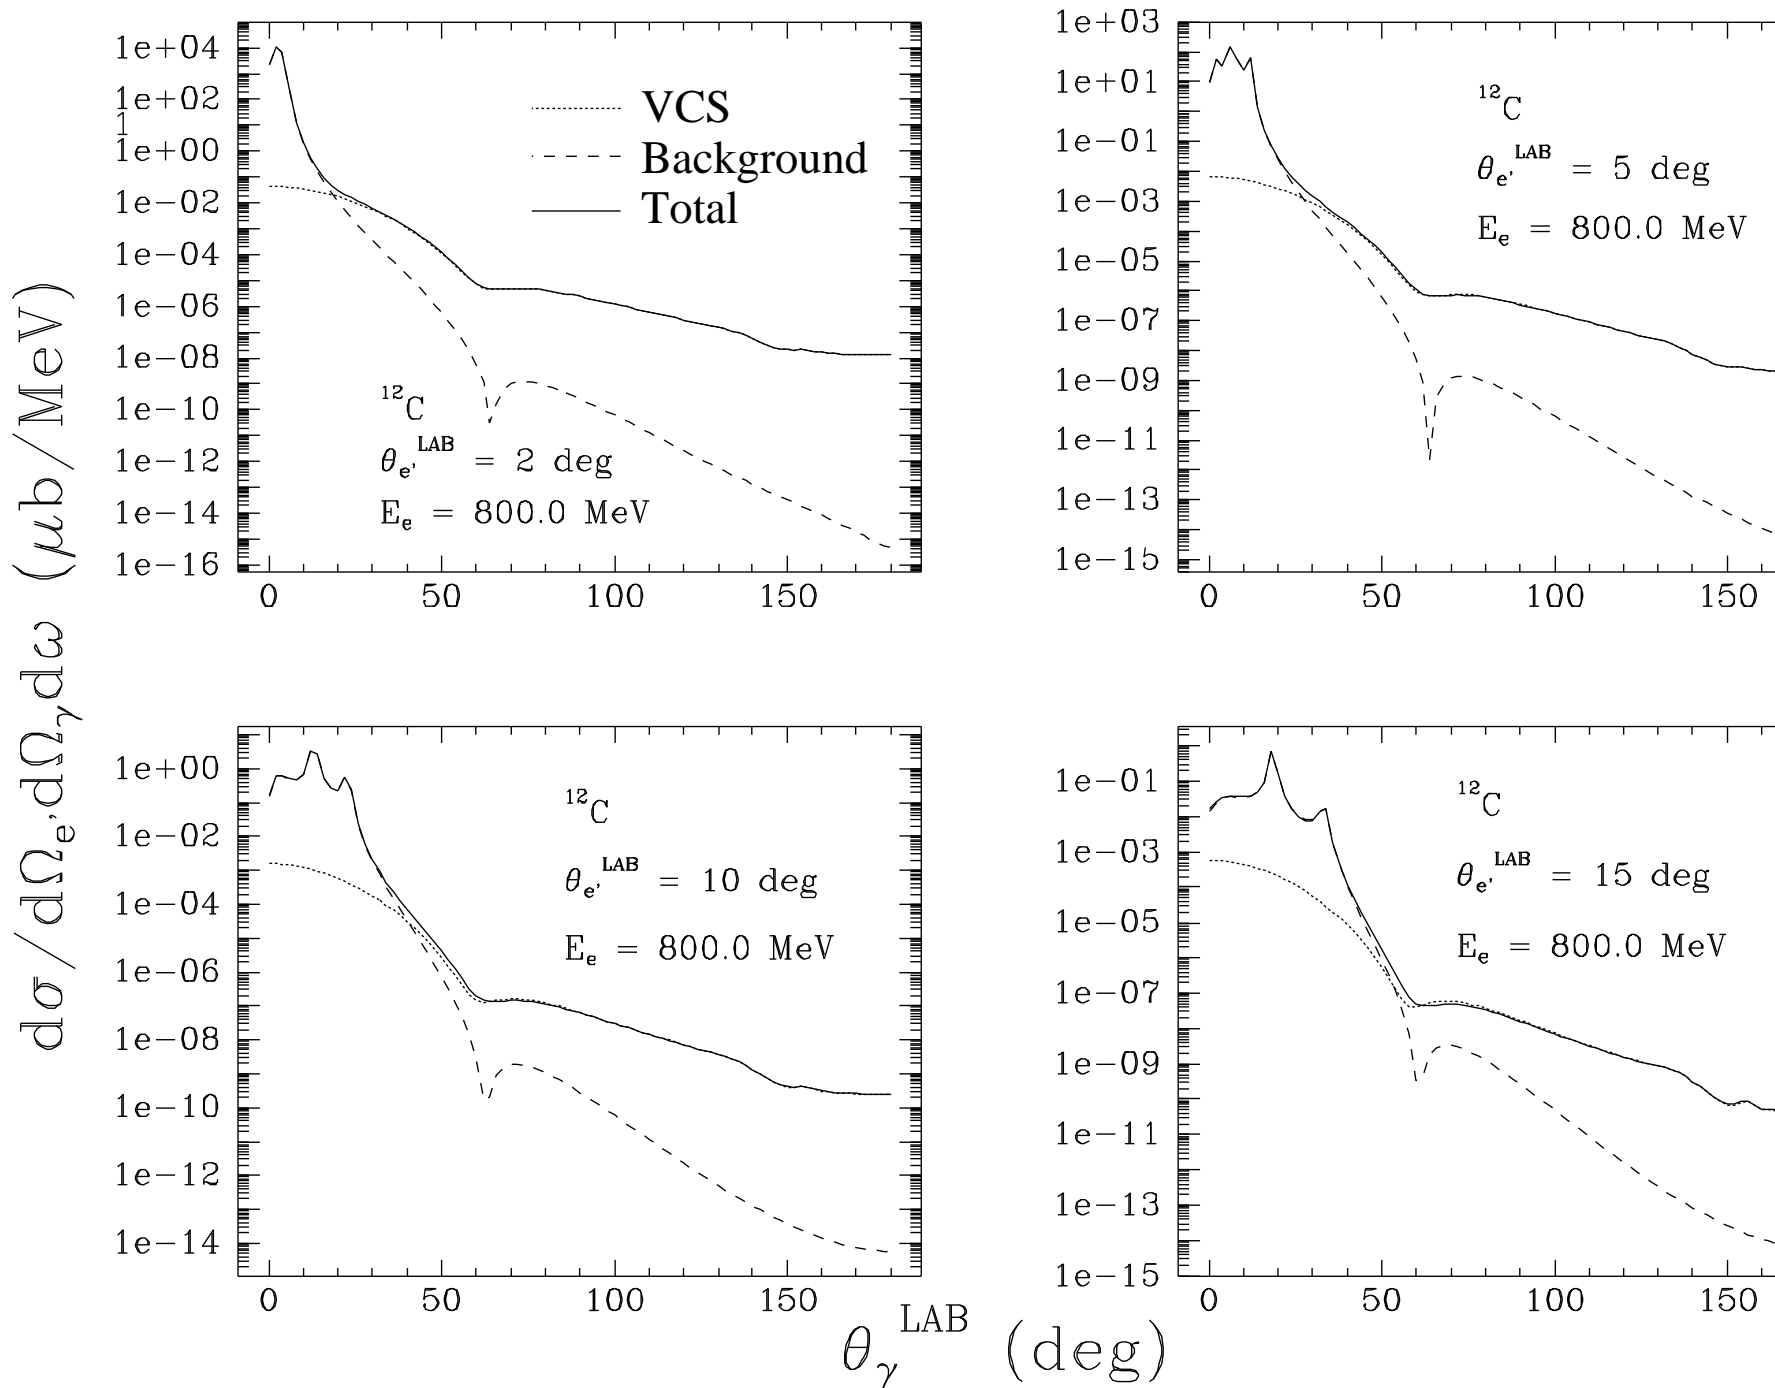 dσ/dΩe'dΩγdω (μb/MeV)
1e+04
1e+02
1
1e+00
1e−02
1e−04
1e−06
1e−08
1e−10
1e−12
1e−14
1e−16
VCS
Background
Total
12C
θe'LAB = 2 deg
Ee = 800.0 MeV
0 50 100 150
1e+03
1e+01
1e−01
1e−03
1e−05
1e−07
1e−09
1e−11
1e−13
1e−15
12C
θe'LAB = 5 deg
Ee = 800.0 MeV
0 50 100 150
1e+00
1e−02
1e−04
1e−06
1e−08
1e−10
1e−12
1e−14
12C
θe'LAB = 10 deg
Ee = 800.0 MeV
0 50 100 150
1e−01
1e−03
1e−05
1e−07
1e−09
1e−11
1e−13
1e−15
12C
θe'LAB = 15 deg
Ee = 800.0 MeV
0 50 100 150
θγLAB (deg)